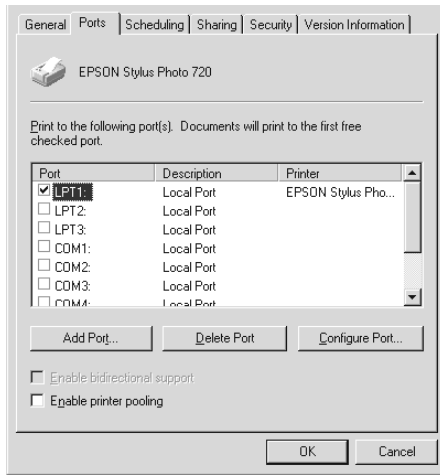 General Ports Scheduling Sharing Security Version Information
EPSON Stylus Photo 720
Print to the following port(s). Documents will print to the first free
checked port.
Port Description Printer
LPT1: Local Port EPSON Stylus Pho...
LPT2: Local Port
LPT3: Local Port
COM1: Local Port
COM2: Local Port
COM3: Local Port
COM4: Local Port
Add Port... Delete Port Configure Port...
Enable bidirectional support
Enable printer pooling
OK Cancel